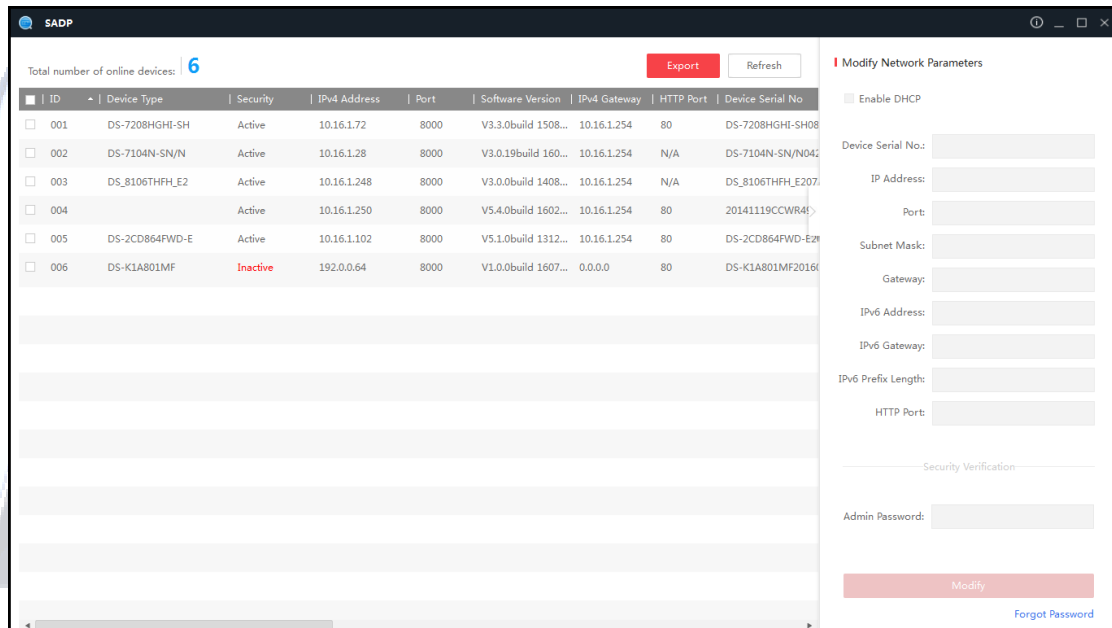 SADP
Total number of online devices: 6
Export
Refresh
ID | Device Type | Security | IPv4 Address | Port | Software Version | IPv4 Gateway | HTTP Port | Device Serial No
001 DS-7208HGHI-SH Active 10.16.1.72 8000 V3.3.0build 1508... 10.16.1.254 80 DS-7208HGHI-SH08
002 DS-7104N-SN/N Active 10.16.1.28 8000 V3.0.19build 160... 10.16.1.254 N/A DS-7104N-SN/N042
003 DS_8106THFH_E2 Active 10.16.1.248 8000 V3.0.0build 1408... 10.16.1.254 N/A DS_8106THFH_E207
004 Active 10.16.1.250 8000 V5.4.0build 1602... 10.16.1.254 80 20141119CCWR49
005 DS-2CD864FWD-E Active 10.16.1.102 8000 V5.1.0build 1312... 10.16.1.254 80 DS-2CD864FWD-E2
006 DS-K1A801MF Inactive 192.0.0.64 8000 V1.0.0build 1607... 0.0.0.0 80 DS-K1A801MF2016
Modify Network Parameters
Enable DHCP
Device Serial No.:
IP Address:
Port:
Subnet Mask:
Gateway:
IPv6 Address:
IPv6 Gateway:
IPv6 Prefix Length:
HTTP Port:
Security Verification
Admin Password:
Modify
Forgot Password